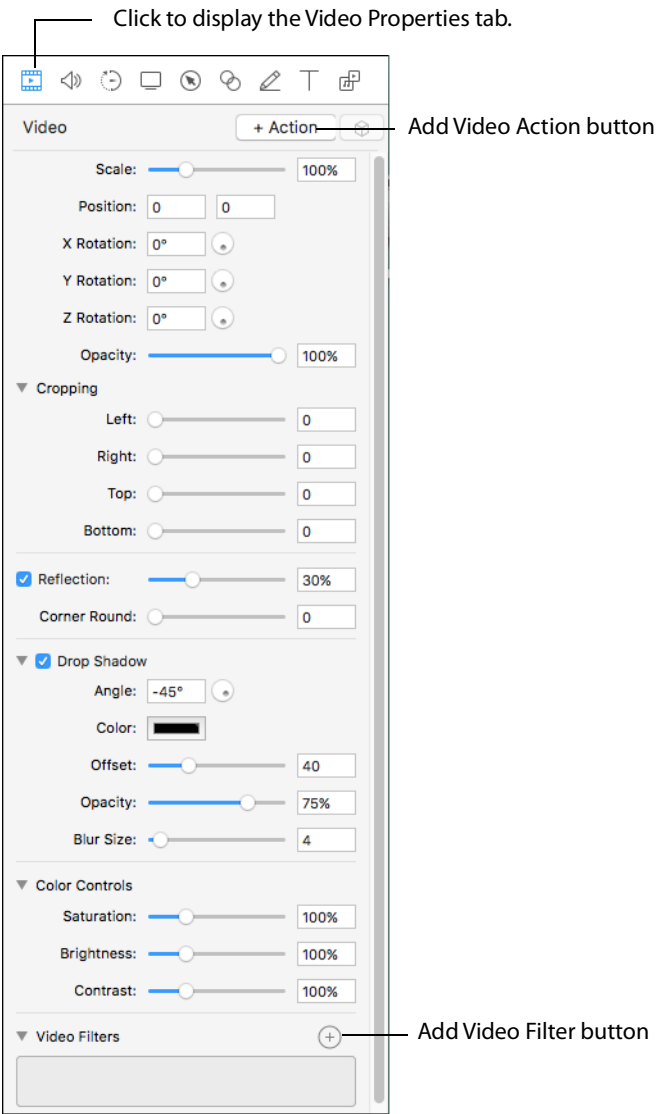 Click to display the Video Properties tab.
Video
+ Action
Add Video Action button
Scale: 100%
Position: 0 0
X Rotation: 0°
Y Rotation: 0°
Z Rotation: 0°
Opacity: 100%
Cropping
Left: 0
Right: 0
Top: 0
Bottom: 0
Reflection: 30%
Corner Round: 0
Drop Shadow
Angle: -45°
Color:
Offset: 40
Opacity: 75%
Blur Size: 4
Color Controls
Saturation: 100%
Brightness: 100%
Contrast: 100%
Video Filters
Add Video Filter button